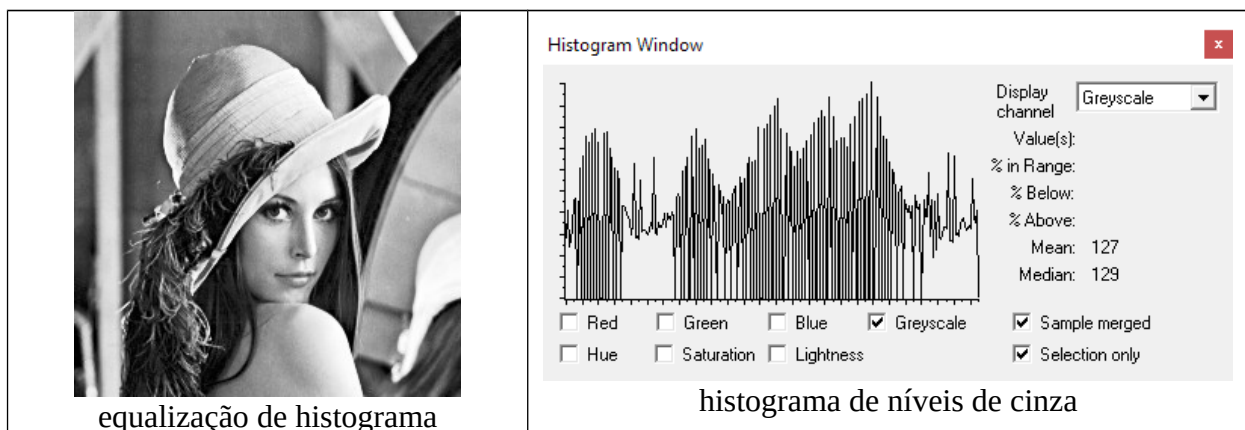 equalização de histograma
Histogram Window
x
Display channel
Greyscale
Value(s):
% in Range:
% Below:
% Above:
Mean: 127
Median: 129
Red Green Blue Greyscale Sample merged
Hue Saturation Lightness Selection only
histograma de níveis de cinza